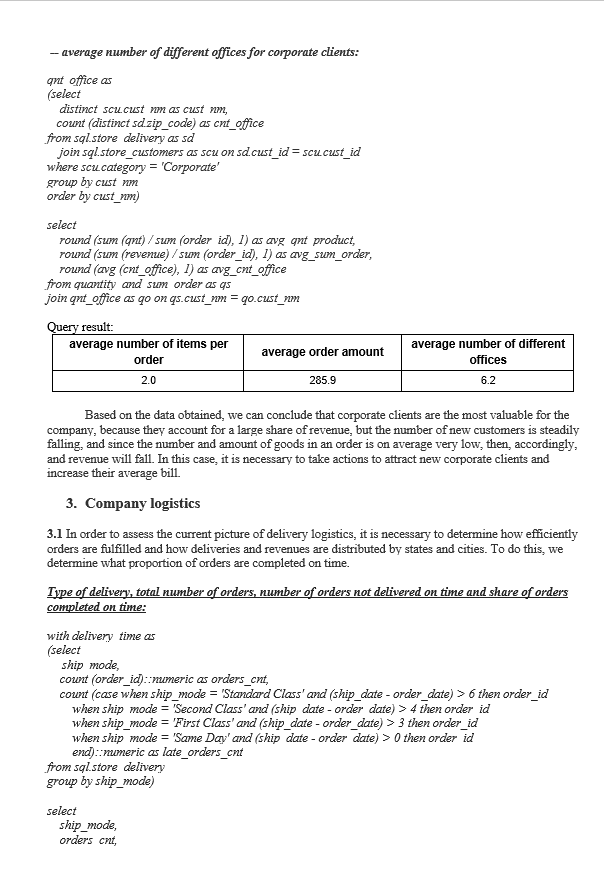 – average number of different offices for corporate clients:
qnt_office as
(select
distinct scu.cust_nm as cust_nm,
count (distinct sd.zip_code) as cnt_office
from sql.store_delivery as sd
join sql.store_customers as scu on sd.cust_id = scu.cust_id
where scu.category = 'Corporate'
group by cust_nm
order by cust_nm)
select
round (sum (qnt) / sum (order_id), 1) as avg_qnt_product,
round (sum (revenue) / sum (order_id), 1) as avg_sum_order,
round (avg (cnt_office), 1) as avg_cnt_office
from quantity_and_sum_order as qs
join qnt_office as qo on qs.cust_nm = qo.cust_nm
Query result:
average number of items per order
average order amount
average number of different offices
2.0 285.9 6.2
Based on the data obtained, we can conclude that corporate clients are the most valuable for the
company, because they account for a large share of revenue, but the number of new customers is steadily
falling, and since the number and amount of goods in an order is on average very low, then, accordingly,
and revenue will fall. In this case, it is necessary to take actions to attract new corporate clients and
increase their average bill.
3. Company logistics
3.1 In order to assess the current picture of delivery logistics, it is necessary to determine how efficiently
orders are fulfilled and how deliveries and revenues are distributed by states and cities. To do this, we
determine what proportion of orders are completed on time.
Type of delivery, total number of orders, number of orders not delivered on time and share of orders
completed on time:
with delivery_time as
(select
ship_mode,
count (order_id)::numeric as orders_cnt,
count (case when ship_mode = 'Standard Class' and (ship_date - order_date) > 6 then order_id
when ship_mode = 'Second Class' and (ship_date - order_date) > 4 then order_id
when ship_mode = 'First Class' and (ship_date - order_date) > 3 then order_id
when ship_mode = 'Same Day' and (ship_date - order_date) > 0 then order_id
end)::numeric as late_orders_cnt
from sql.store_delivery
group by ship_mode)
select
ship_mode,
orders_cnt,